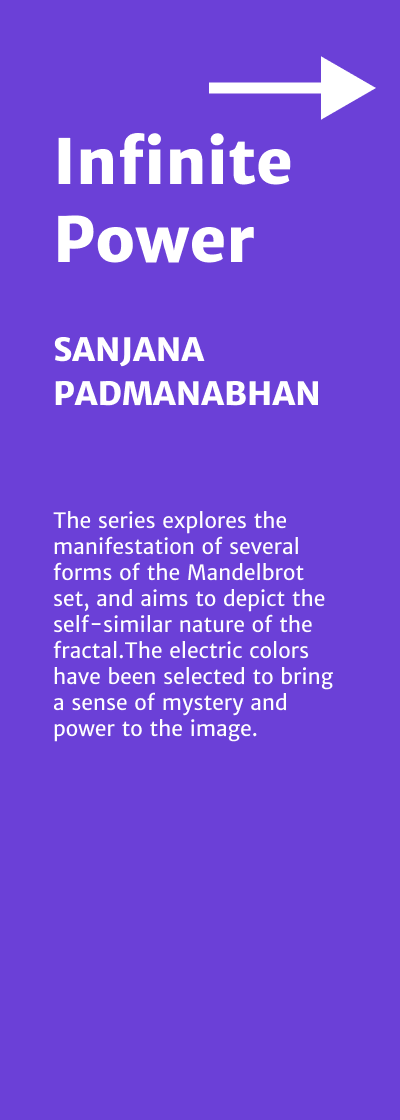 Infinite
Power
SANJANA
PADMANABHAN
The series explores the
manifestation of several
forms of the Mandelbrot
set, and aims to depict the
self-similar nature of the
fractal.The electric colors
have been selected to bring
a sense of mystery and
power to the image.